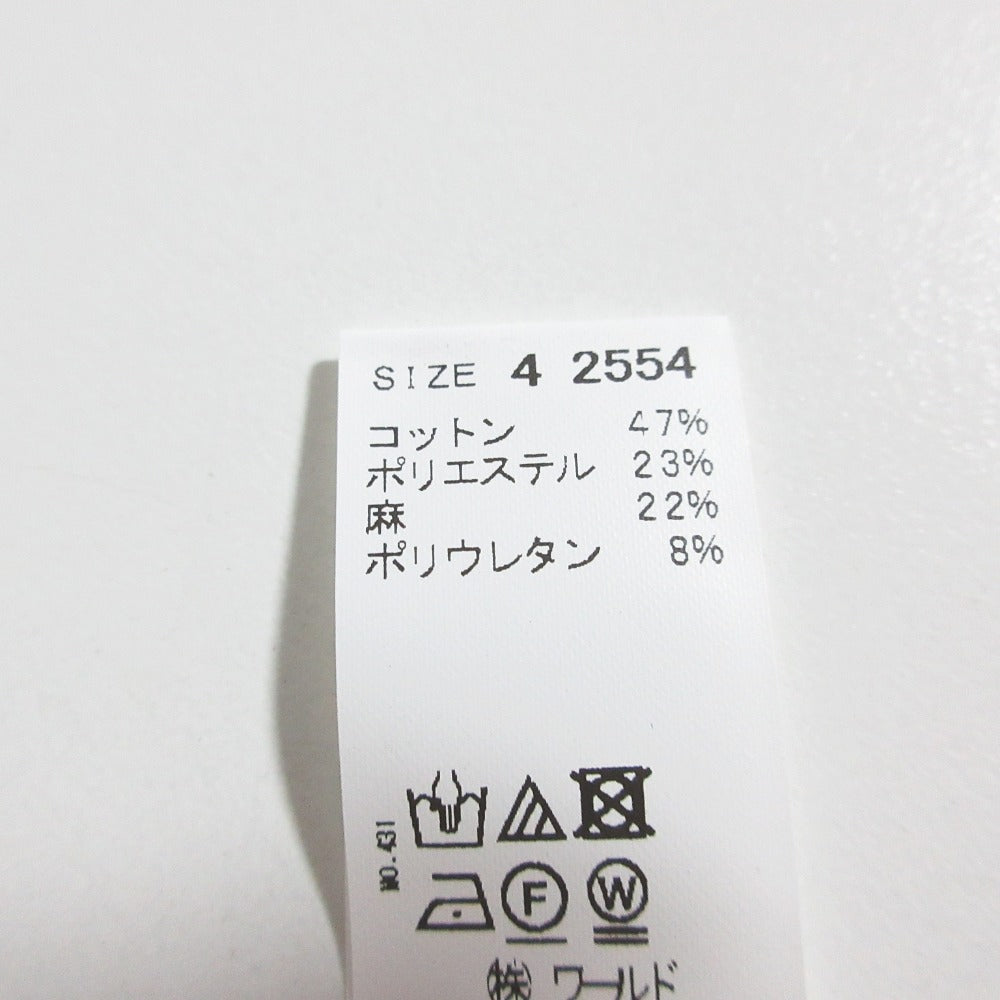 SIZE 4 2554
コットン 47%
ポリエステル 23%
麻 22%
ポリウレタン 8%
NO.431
F W
㈱ ワールド